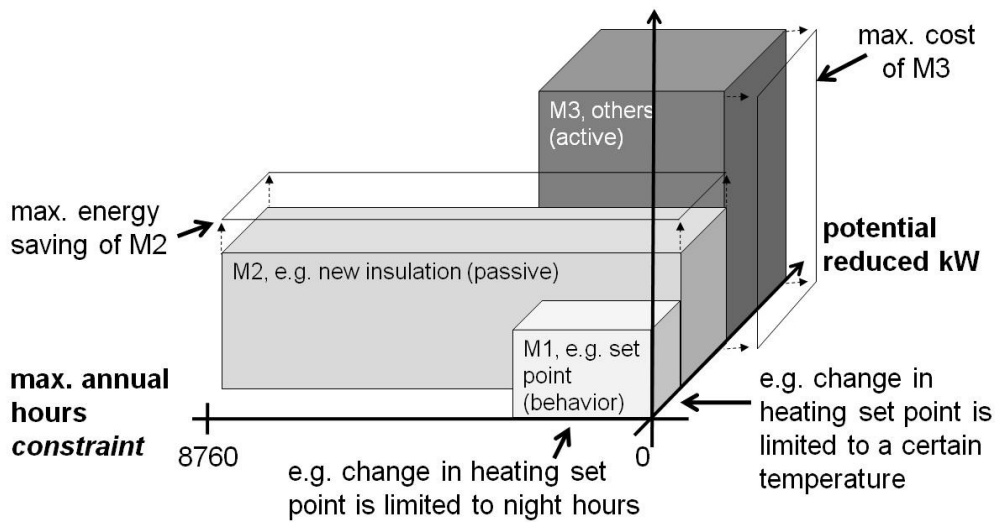 max. cost
of M3
M3, others
(active)
max. energy
saving of M2
potential
reduced kW
M2, e.g. new insulation (passive)
M1, e.g. set
point
(behavior)
max. annual
hours
constraint
8760
0
e.g. change in
heating set point is
limited to a certain
temperature
e.g. change in heating set
point is limited to night hours